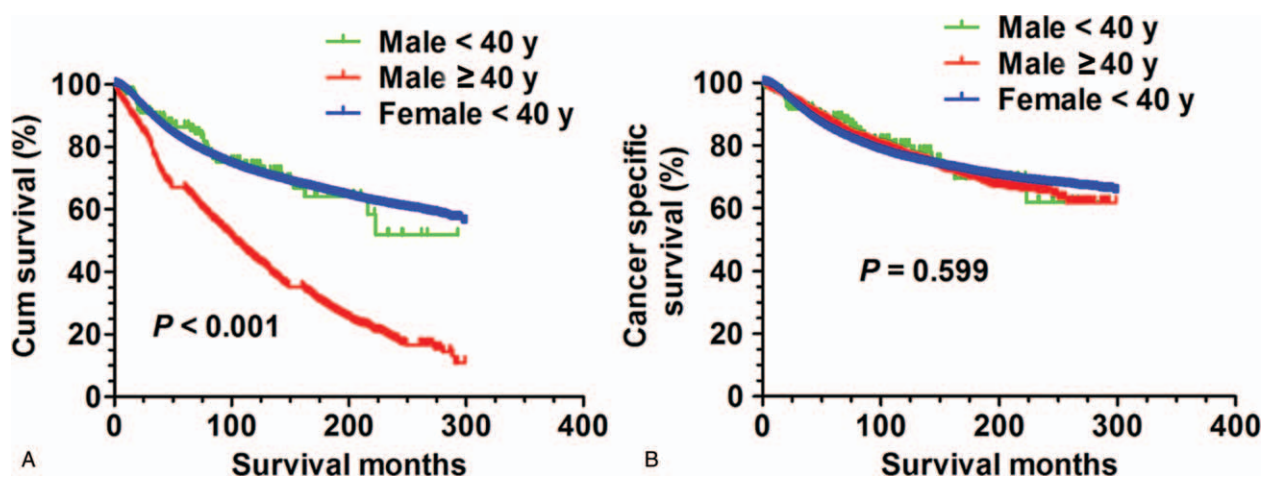 Male < 40 y
Male ≥ 40 y
Female < 40 y
Cum survival (%)
100
80
60
40
20
0
P < 0.001
0 100 200 300 400
Survival months
A
Male < 40 y
Male ≥ 40 y
Female < 40 y
Cancer specific
survival (%)
100
80
60
40
20
0
P = 0.599
0 100 200 300 400
Survival months
B